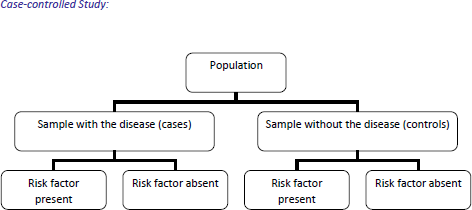 Case-controlled Study:
Population
Sample with the disease (cases)
Sample without the disease (controls)
Risk factor
present
Risk factor absent
Risk factor
present
Risk factor absent